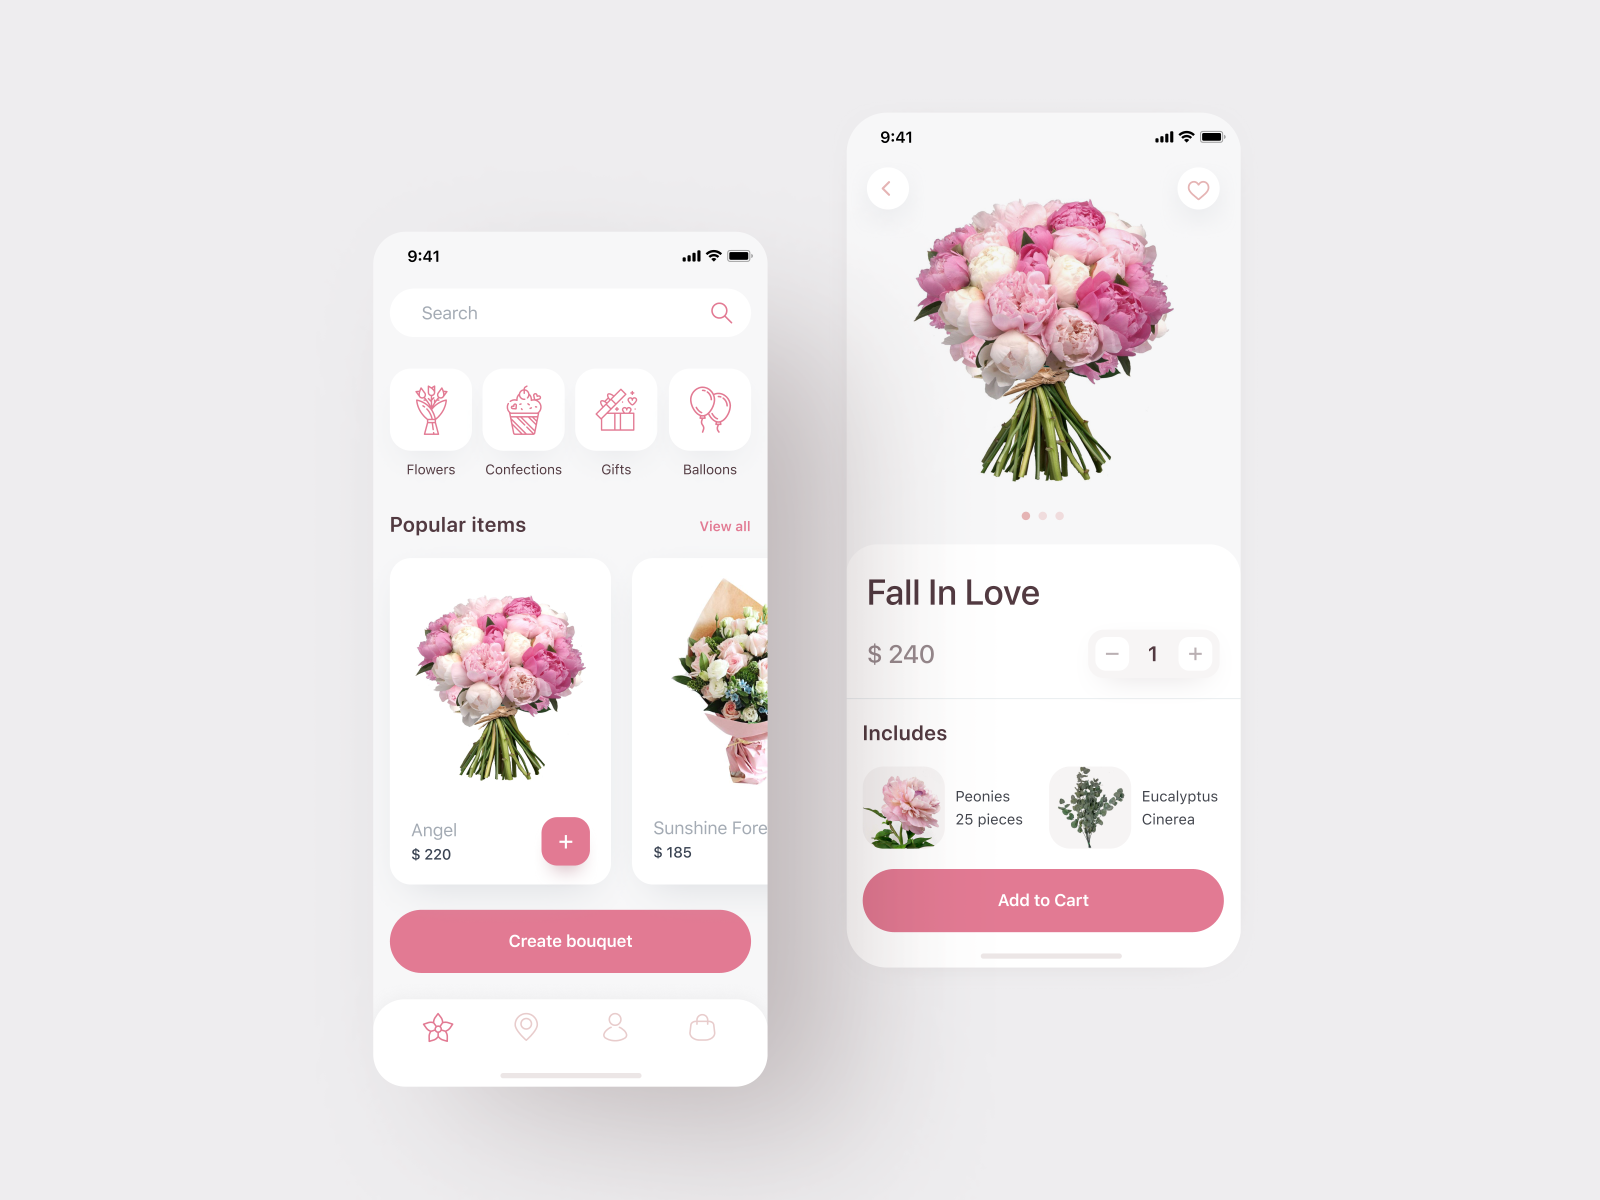 9:41
Search
Flowers
Confections
Gifts
Balloons
Popular items
View all
Angel
$ 220
Sunshine Fore
$ 185
Create bouquet
9:41
Fall In Love
$ 240
1
Includes
Peonies
25 pieces
Eucalyptus
Cinerea
Add to Cart